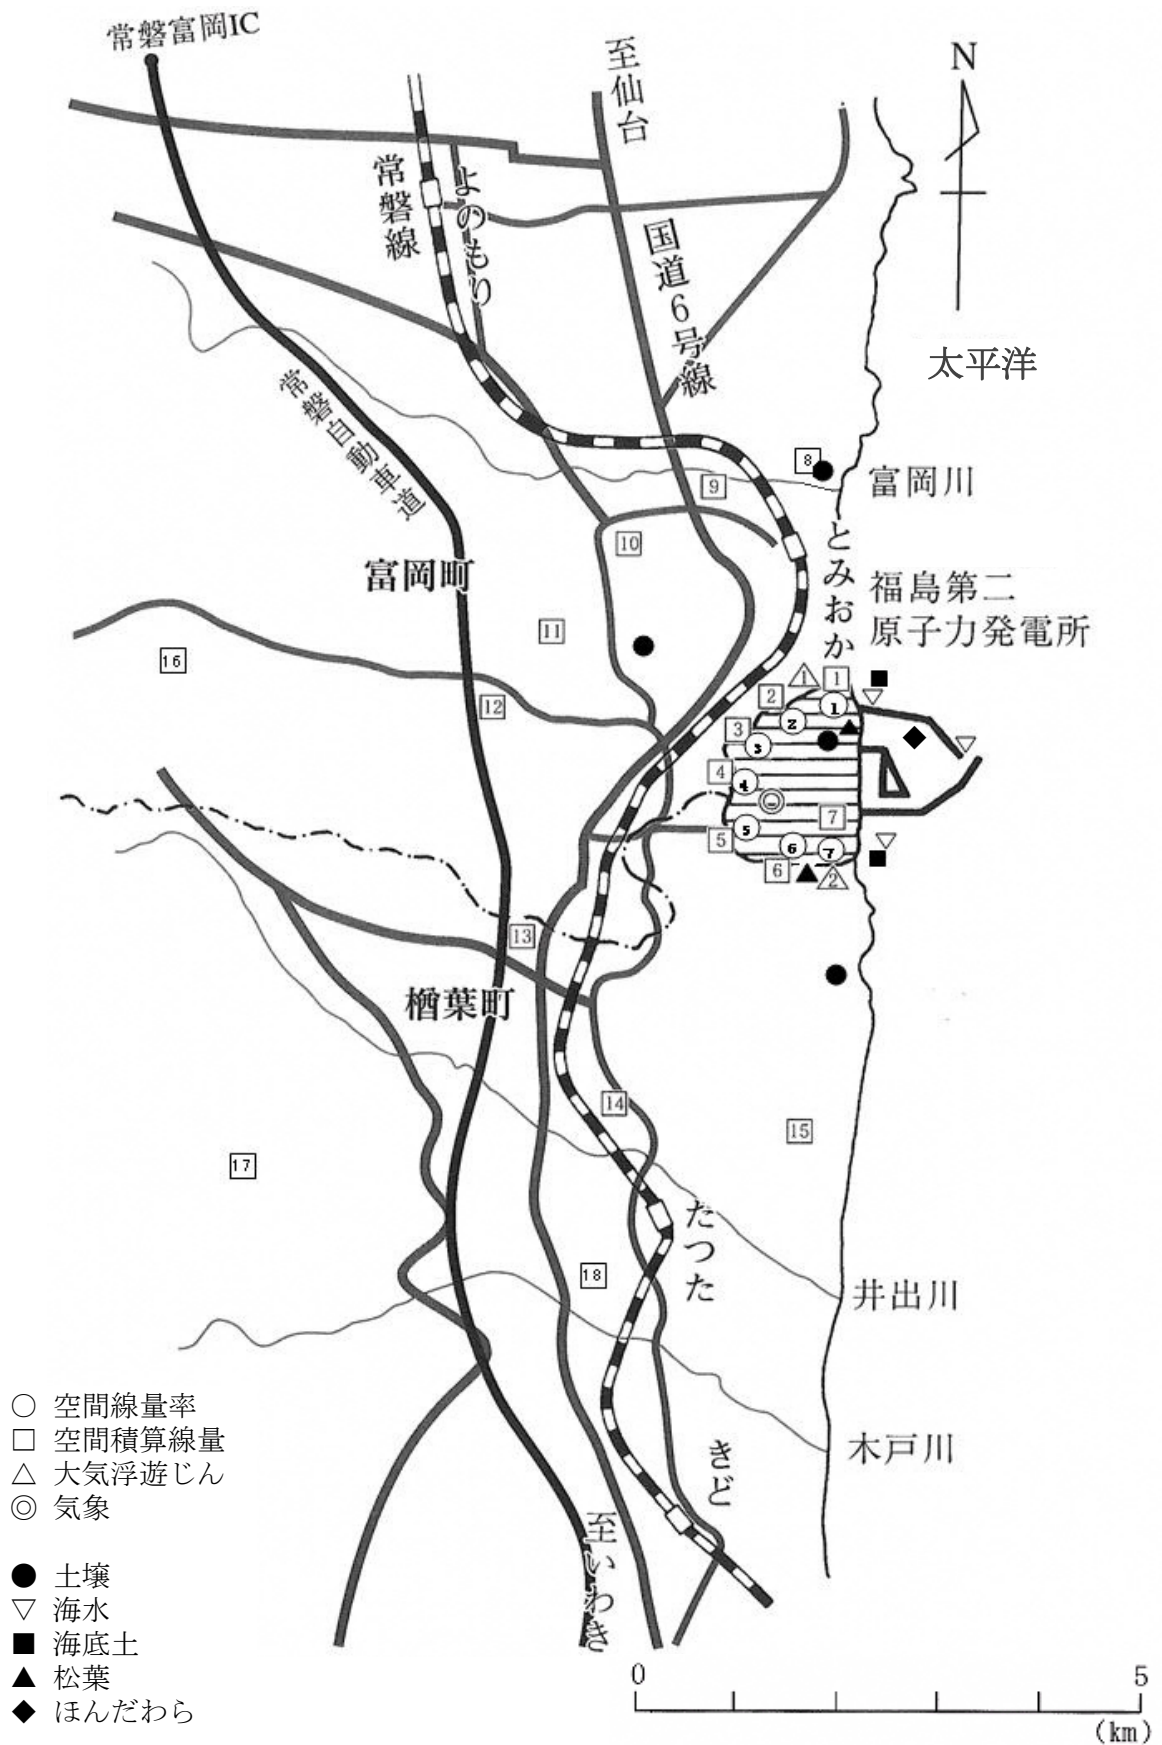 常磐富岡IC
至仙台
N
常磐線
よのもり
国道6号線
太平洋
常磐自動車道
8
富岡川
9
とみおか
10
富岡町
福島第二
原子力発電所
11
16
1
1
2
1
12
2
3
3
4
4
7
5
5
6
7
6
2
13
楢葉町
14
15
17
たつた
18
井出川
○ 空間線量率
□ 空間積算線量
△ 大気浮遊じん
◎ 気象
木戸川
きど
至いわき
● 土壌
▽ 海水
■ 海底土
▲ 松葉
◆ ほんだわら
0
5
(km)